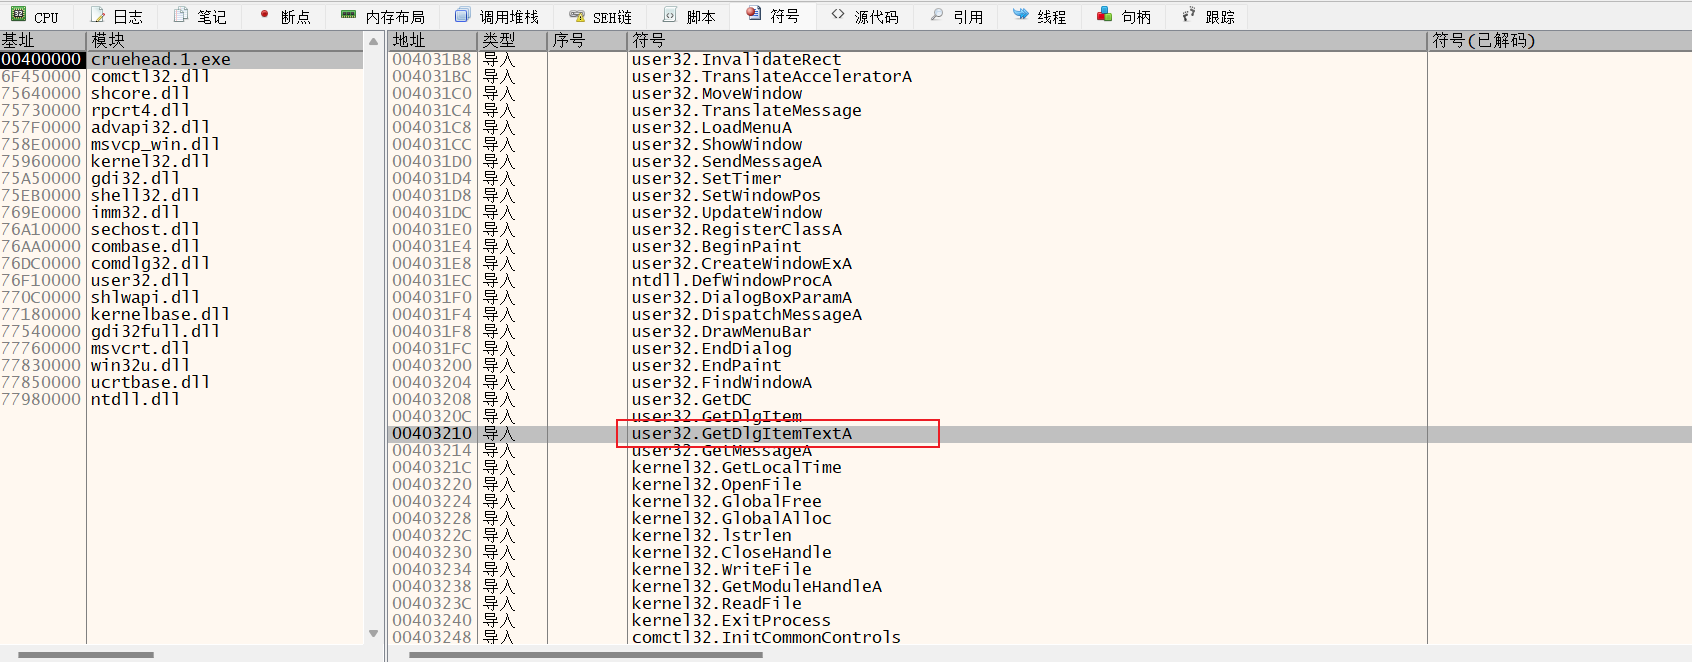 CPU 日志 笔记 断点 内存布局 调用堆栈 SEH链 脚本 符号 源代码 引用 线程 句柄 跟踪
基址 模块 地址 类型 序号 符号 符号(已解码)
00400000 cruehead.1.exe 004031B8 导入 user32.InvalidateRect
6F450000 comctl32.dll 004031BC 导入 user32.TranslateAcceleratorA
75640000 shcore.dll 004031C0 导入 user32.MoveWindow
75730000 rpcrt4.dll 004031C4 导入 user32.TranslateMessage
757F0000 advapi32.dll 004031C8 导入 user32.LoadMenuA
758E0000 msvcp_win.dll 004031CC 导入 user32.ShowWindow
75960000 kernel32.dll 004031D0 导入 user32.SendMessageA
75A50000 gdi32.dll 004031D4 导入 user32.SetTimer
75EB0000 shell32.dll 004031D8 导入 user32.SetWindowPos
769E0000 imm32.dll 004031DC 导入 user32.UpdateWindow
76A10000 sechost.dll 004031E0 导入 user32.RegisterClassA
76AA0000 combase.dll 004031E4 导入 user32.BeginPaint
76DC0000 comdlg32.dll 004031E8 导入 user32.CreateWindowExA
76F10000 user32.dll 004031EC 导入 ntdll.DefWindowProcA
770C0000 shlwapi.dll 004031F0 导入 user32.DialogBoxParamA
77180000 kernelbase.dll 004031F4 导入 user32.DispatchMessageA
77540000 gdi32full.dll 004031F8 导入 user32.DrawMenuBar
77760000 msvcrt.dll 004031FC 导入 user32.EndDialog
77830000 win32u.dll 00403200 导入 user32.EndPaint
77850000 ucrtbase.dll 00403204 导入 user32.FindWindowA
77980000 ntdll.dll 00403208 导入 user32.GetDC
0040320C 导入 user32.GetDlgItem
00403210 导入 user32.GetDlgItemTextA
00403214 导入 user32.GetMessageA
0040321C 导入 kernel32.GetLocalTime
00403220 导入 kernel32.OpenFile
00403224 导入 kernel32.GlobalFree
00403228 导入 kernel32.GlobalAlloc
0040322C 导入 kernel32.lstrlen
00403230 导入 kernel32.CloseHandle
00403234 导入 kernel32.WriteFile
00403238 导入 kernel32.GetModuleHandleA
0040323C 导入 kernel32.ReadFile
00403240 导入 kernel32.ExitProcess
00403248 导入 comctl32.InitCommonControls